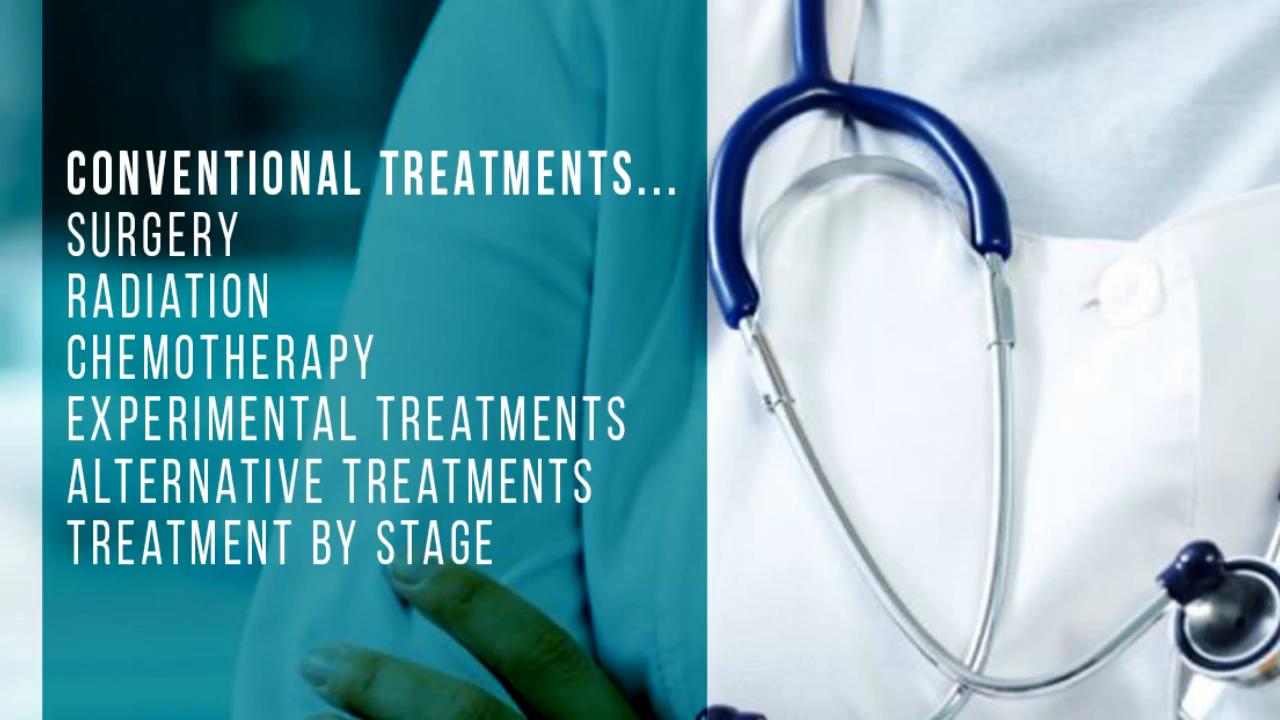 CONVENTIONAL TREATMENTS...
SURGERY
RADIATION
CHEMOTHERAPY
EXPERIMENTAL TREATMENTS
ALTERNATIVE TREATMENTS
TREATMENT BY STAGE